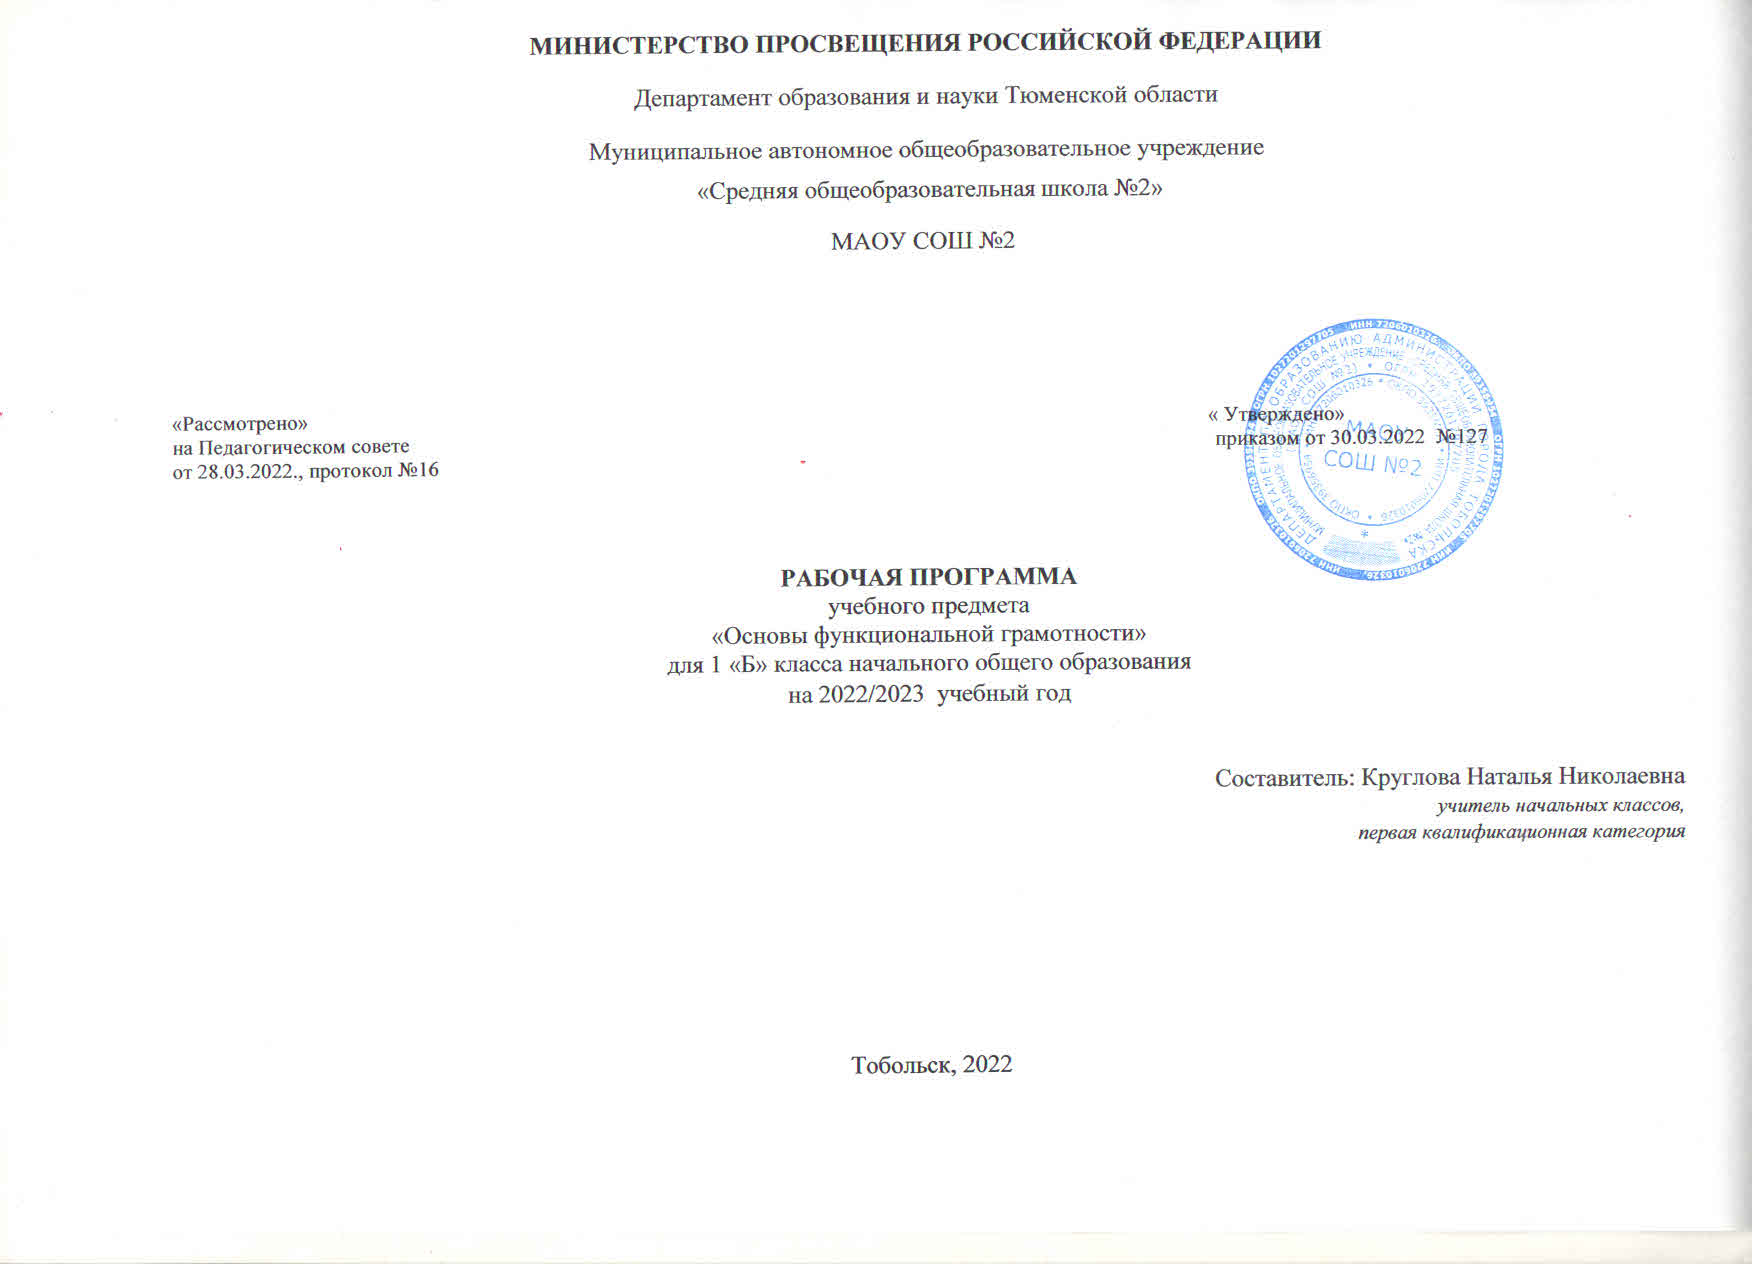 МИНИСТЕРСТВО ПРОСВЕЩЕНИЯ РОССИЙСКОЙ ФЕДЕРАЦИИ
Департамент образования и науки Тюменской области
Муниципальное автономное общеобразовательное учреждение
«Средняя общеобразовательная школа №2»
МАОУ СОШ №2
«Рассмотрено»
на Педагогическом совете
от 28.03.2022., протокол №16
« Утверждено»
приказом от 30.03.2022 №127
МАОУ
СОШ №2
РАБОЧАЯ ПРОГРАММА
учебного предмета
«Основы функциональной грамотности»
для 1 «Б» класса начального общего образования
на 2022/2023 учебный год
Составитель: Круглова Наталья Николаевна
учитель начальных классов,
первая квалификационная категория
Тобольск, 2022